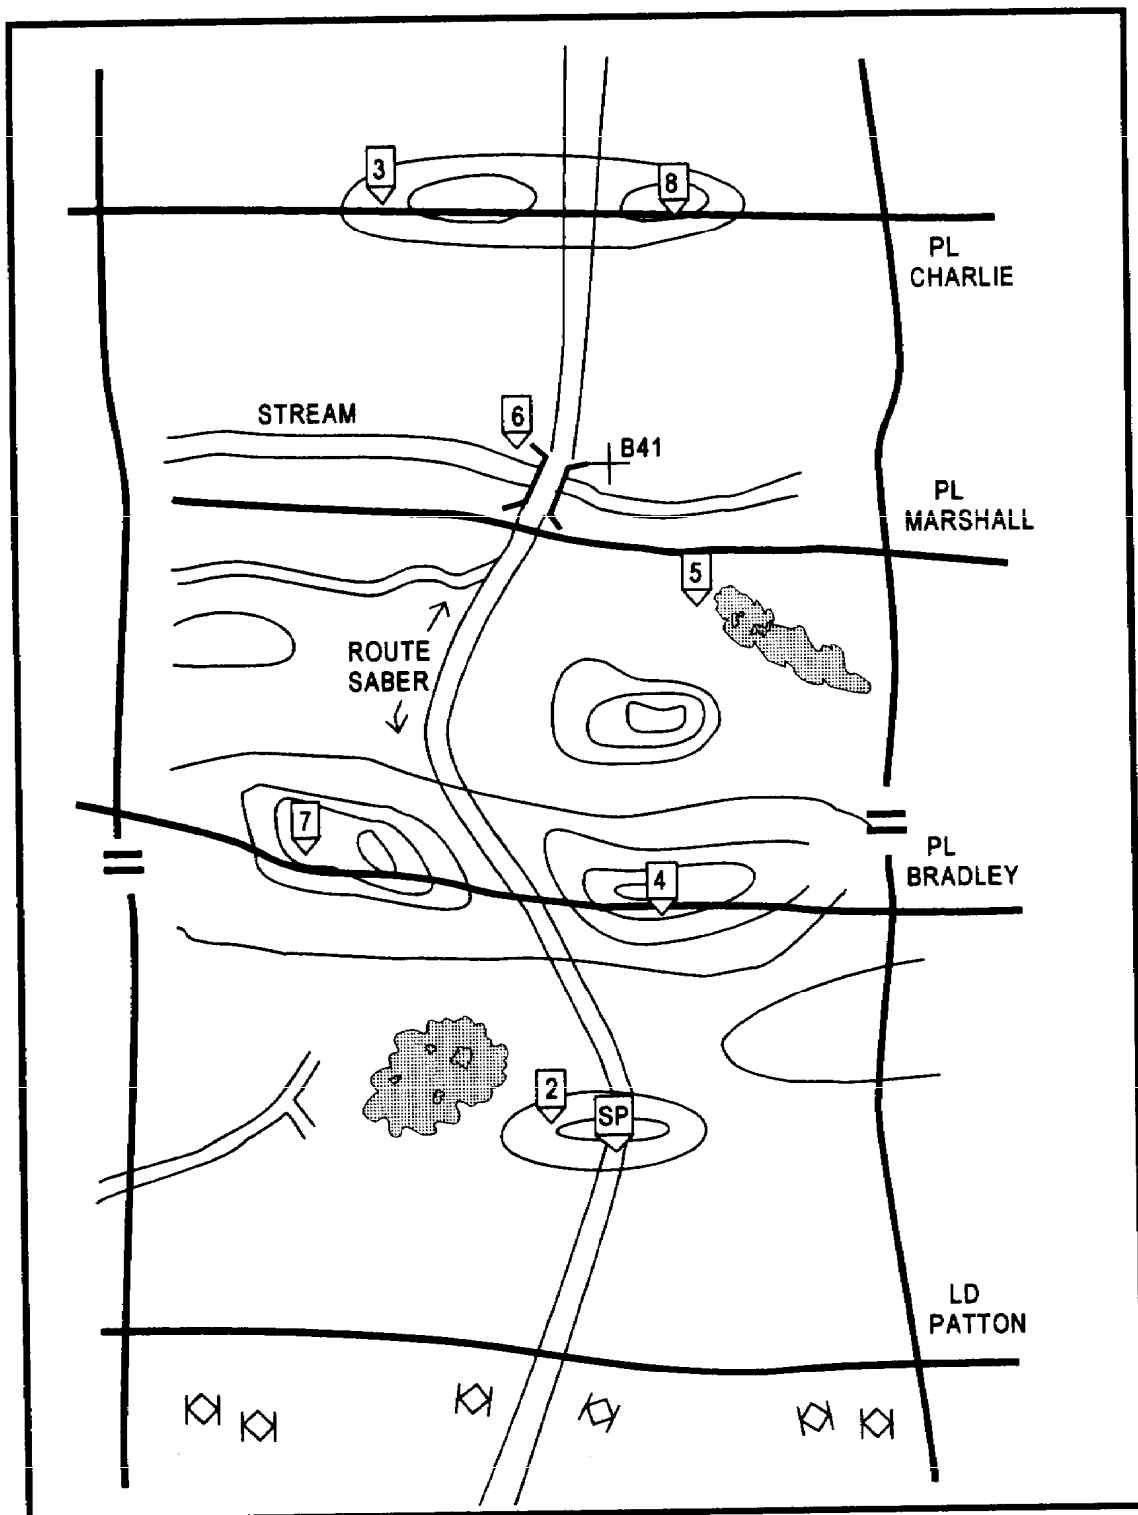 3
8
PL
CHARLIE
6
STREAM
B41
PL
MARSHALL
5
ROUTE
SABER
7
PL
BRADLEY
4
2
SP
LD
PATTON